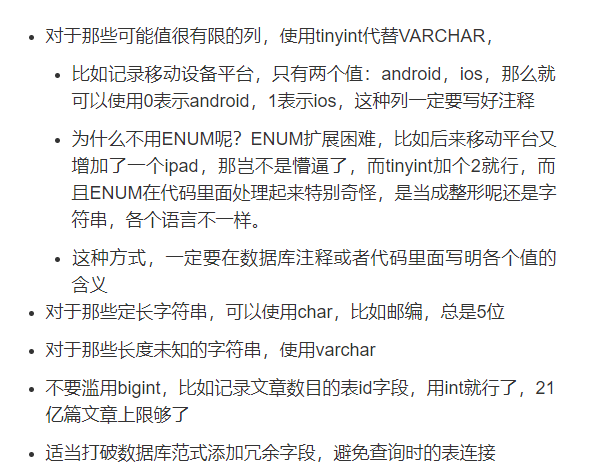 对于那些可能值很有限的列，使用tinyint代替VARCHAR，
比如记录移动设备平台，只有两个值：android，ios，那么就
可以使用0表示android，1表示ios，这种列一定要写好注释
为什么不用ENUM呢？ENUM扩展困难，比如后来移动平台又
增加了一个ipad，那岂不是懵逼了，而tinyint加个2就行，而
且ENUM在代码里面处理起来特别奇怪，是当成整形呢还是字
符串，各个语言不一样。
这种方式，一定要在数据库注释或者代码里面写明各个值的
含义
对于那些定长字符串，可以使用char，比如邮编，总是5位
对于那些长度未知的字符串，使用varchar
不要滥用bigint，比如记录文章数目的表id字段，用int就行了，21
亿篇文章上限够了
适当打破数据库范式添加冗余字段，避免查询时的表连接